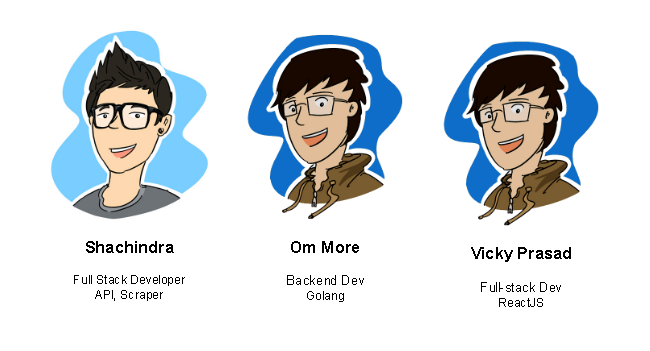 Shachindra
Full Stack Developer
API, Scraper
Om More
Backend Dev
Golang
Vicky Prasad
Full-stack Dev
ReactJS